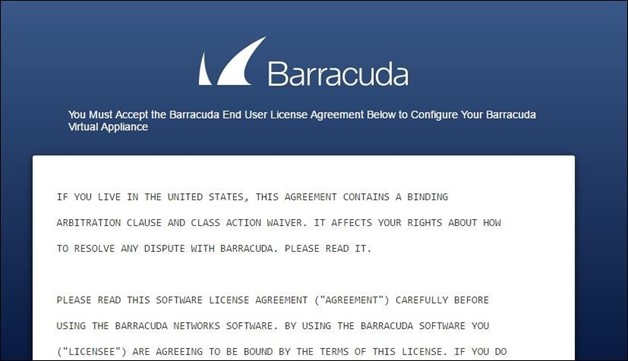 Barracuda
You Must Accept the Barracuda End User License Agreement Below to Configure Your Barracuda
Virtual Appliance
IF YOU LIVE IN THE UNITED STATES, THIS AGREEMENT CONTAINS A BINDING
ARBITRATION CLAUSE AND CLASS ACTION WAIVER. IT AFFECTS YOUR RIGHTS ABOUT HOW
TO RESOLVE ANY DISPUTE WITH BARRACUDA. PLEASE READ IT.
PLEASE READ THIS SOFTWARE LICENSE AGREEMENT ("AGREEMENT") CAREFULLY BEFORE
USING THE BARRACUDA NETWORKS SOFTWARE. BY USING THE BARRACUDA SOFTWARE YOU
("LICENSEE") ARE AGREEING TO BE BOUND BY THE TERMS OF THIS LICENSE. IF YOU DO